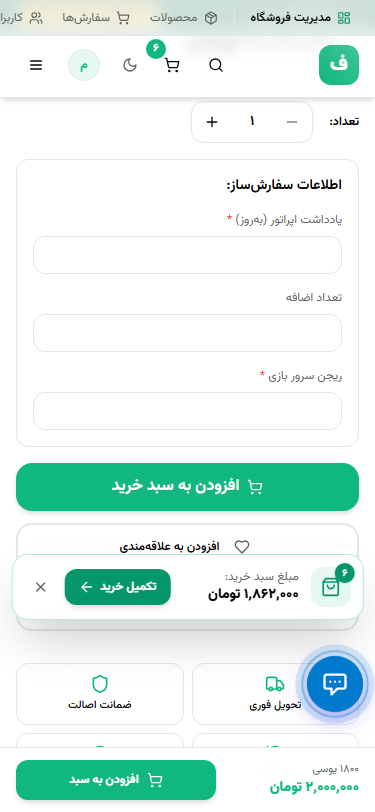 مدیریت فروشگاه
محصولات
سفارش‌ها
ف
۶
م
تعداد:
۱
اطلاعات سفارش‌ساز:
یادداشت اپراتور (به‌روز) *
تعداد اضافه
ریجن سرور بازی *
افزودن به سبد خرید
افزودن به علاقه‌مندی
۶
مبلغ سبد خرید:
۱,۸۶۲,۰۰۰ تومان
تکمیل خرید
تحویل فوری
ضمانت اصالت
۱۸۰۰ یوسی
۲,۰۰۰,۰۰۰ تومان
افزودن به سبد